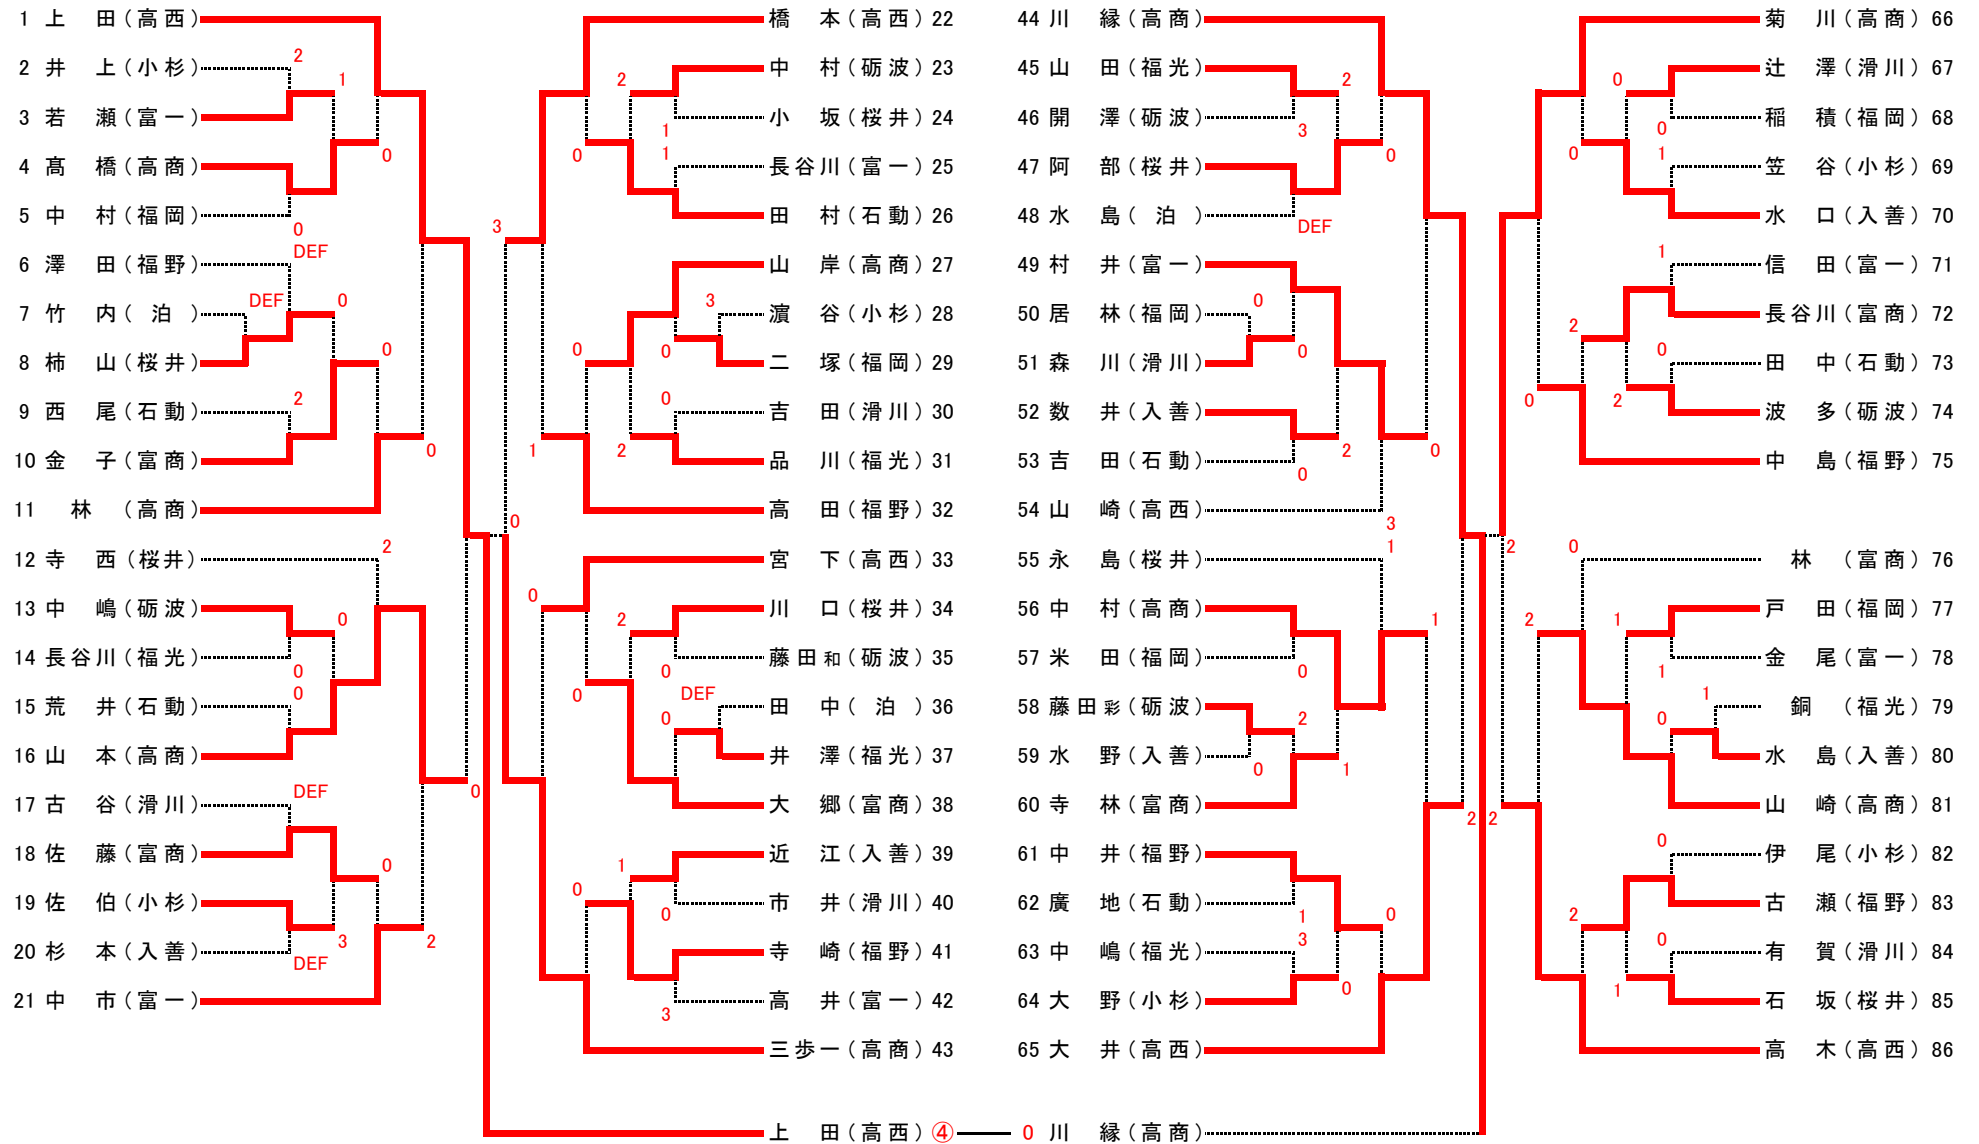 1 上 田(高西)
2 井 上(小杉)
3 若 瀬(富一)
4 髙 橋(高商)
5 中 村(福岡)
6 澤 田(福野)
7 竹 内( 泊 )
8 柿 山(桜井)
9 西 尾(石動)
10 金 子(富商)
11 林 (高商)
12 寺 西(桜井)
13 中 嶋(砺波)
14 長谷川(福光)
15 荒 井(石動)
16 山 本(高商)
17 古 谷(滑川)
18 佐 藤(富商)
19 佐 伯(小杉)
20 杉 本(入善)
21 中 市(富一)
2
1
0
0
DEF
DEF
0
0
2
0
2
0
0
0
0
DEF
0
3
DEF
2
橋 本(高西) 22
中 村(砺波) 23
小 坂(桜井) 24
長谷川(富一) 25
田 村(石動) 26
山 岸(高商) 27
濵 谷(小杉) 28
二 塚(福岡) 29
吉 田(滑川) 30
品 川(福光) 31
高 田(福野) 32
宮 下(高西) 33
川 口(桜井) 34
藤田和(砺波) 35
田 中( 泊 ) 36
井 澤(福光) 37
大 郷(富商) 38
近 江(入善) 39
市 井(滑川) 40
寺 崎(福野) 41
高 井(富一) 42
三歩一(高商) 43
2
1
1
0
3
3
0
0
0
1
2
0
0
2
0
DEF
0
0
1
0
0
3
44 川 縁(高商)
45 山 田(福光)
46 開 澤(砺波)
47 阿 部(桜井)
48 水 島( 泊 )
49 村 井(富一)
50 居 林(福岡)
51 森 川(滑川)
52 数 井(入善)
53 吉 田(石動)
54 山 崎(高西)
55 永 島(桜井)
56 中 村(高商)
57 米 田(福岡)
58 藤田彩(砺波)
59 水 野(入善)
60 寺 林(富商)
61 中 井(福野)
62 廣 地(石動)
63 中 嶋(福光)
64 大 野(小杉)
65 大 井(高西)
2
3
0
DEF
0
0
2
0
0
3
1
1
0
2
0
1
2
1
3
0
0
菊 川(高商) 66
辻 澤(滑川) 67
稲 積(福岡) 68
笠 谷(小杉) 69
水 口(入善) 70
信 田(富一) 71
長谷川(富商) 72
田 中(石動) 73
波 多(砺波) 74
中 島(福野) 75
林 (富商) 76
戸 田(福岡) 77
金 尾(富一) 78
銅 (福光) 79
水 島(入善) 80
山 崎(高商) 81
伊 尾(小杉) 82
古 瀬(福野) 83
有 賀(滑川) 84
石 坂(桜井) 85
高 木(高西) 86
0
0
1
0
1
2
0
0
2
2
0
2
1
1
1
0
2
0
2
0
1
上 田(高西) ④ 0 川 縁(高商)